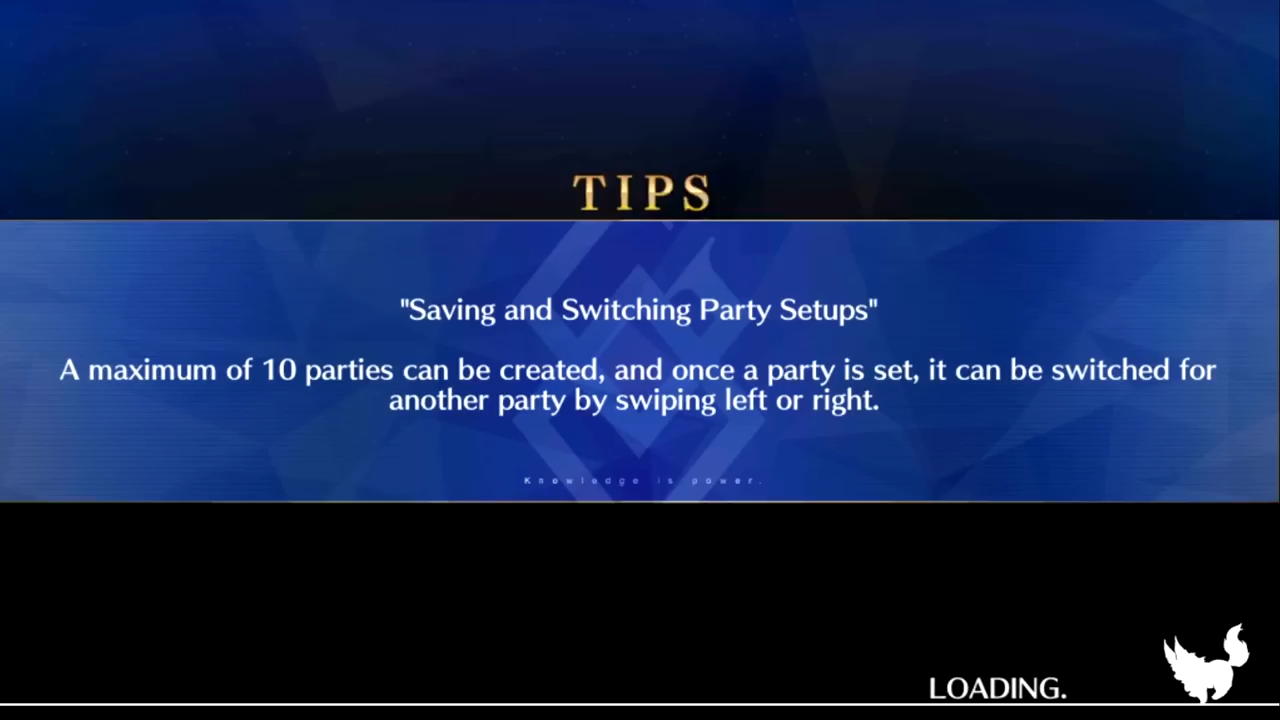 TIPS
"Saving and Switching Party Setups"
A maximum of 10 parties can be created, and once a party is set, it can be switched for
another party by swiping left or right.
Knowledge is power.
LOADING.